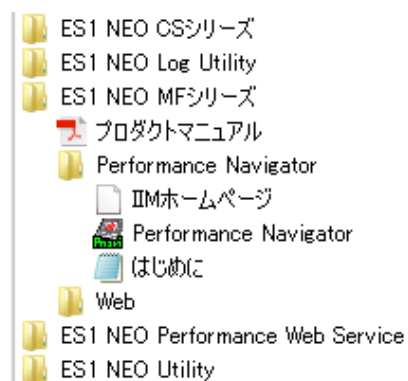 ES1 NEO CSシリーズ
ES1 NEO Log Utility
ES1 NEO MFシリーズ
プロダクトマニュアル
Performance Navigator
IIMホームページ
Performance Navigator
はじめに
Web
ES1 NEO Performance Web Service
ES1 NEO Utility